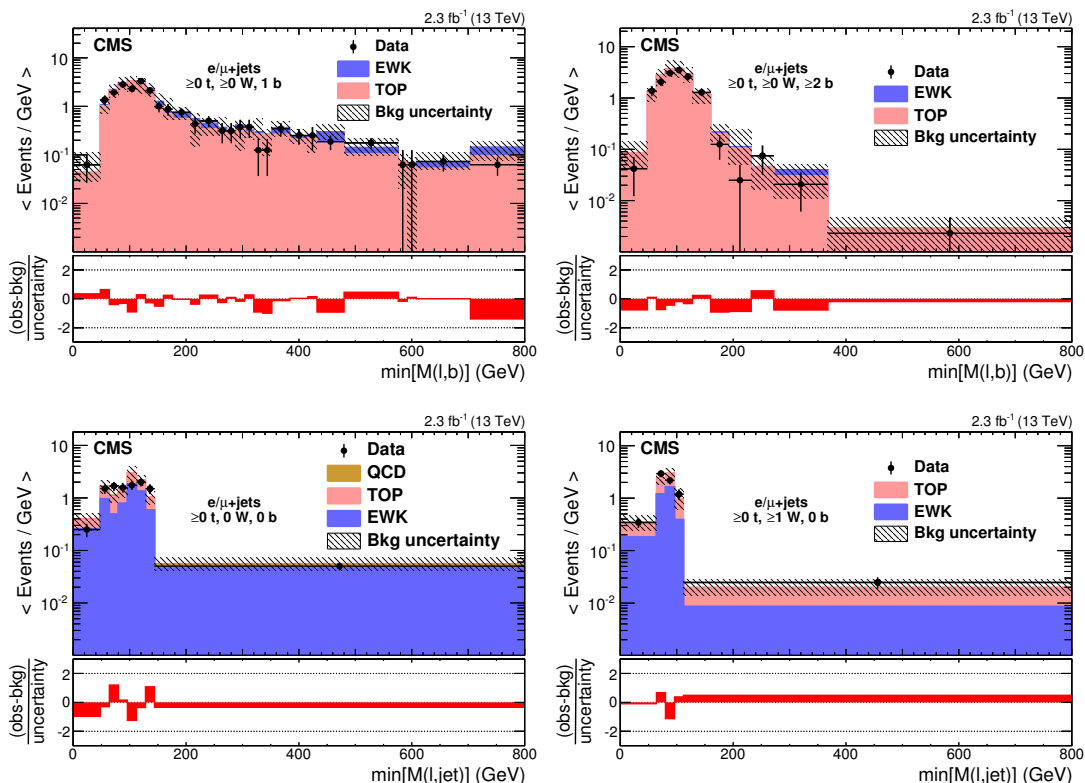 2.3 fb⁻¹ (13 TeV)
CMS
e/μ+jets
≥0 t, ≥0 W, 1 b
Data
EWK
TOP
Bkg uncertainty
< Events / GeV >
10
1
10⁻¹
10⁻²
(obs-bkg)
uncertainty
2
0
-2
0 200 400 600 800
min[M(l,b)] (GeV)
2.3 fb⁻¹ (13 TeV)
CMS
e/μ+jets
≥0 t, ≥0 W, ≥2 b
Data
EWK
TOP
Bkg uncertainty
< Events / GeV >
10
1
10⁻¹
10⁻²
(obs-bkg)
uncertainty
2
0
-2
0 200 400 600 800
min[M(l,b)] (GeV)
2.3 fb⁻¹ (13 TeV)
CMS
e/μ+jets
≥0 t, 0 W, 0 b
Data
QCD
TOP
EWK
Bkg uncertainty
< Events / GeV >
10
1
10⁻¹
10⁻²
(obs-bkg)
uncertainty
2
0
-2
0 200 400 600 800
min[M(l,jet)] (GeV)
2.3 fb⁻¹ (13 TeV)
CMS
e/μ+jets
≥0 t, ≥1 W, 0 b
Data
TOP
EWK
Bkg uncertainty
< Events / GeV >
10
1
10⁻¹
10⁻²
(obs-bkg)
uncertainty
2
0
-2
0 200 400 600 800
min[M(l,jet)] (GeV)